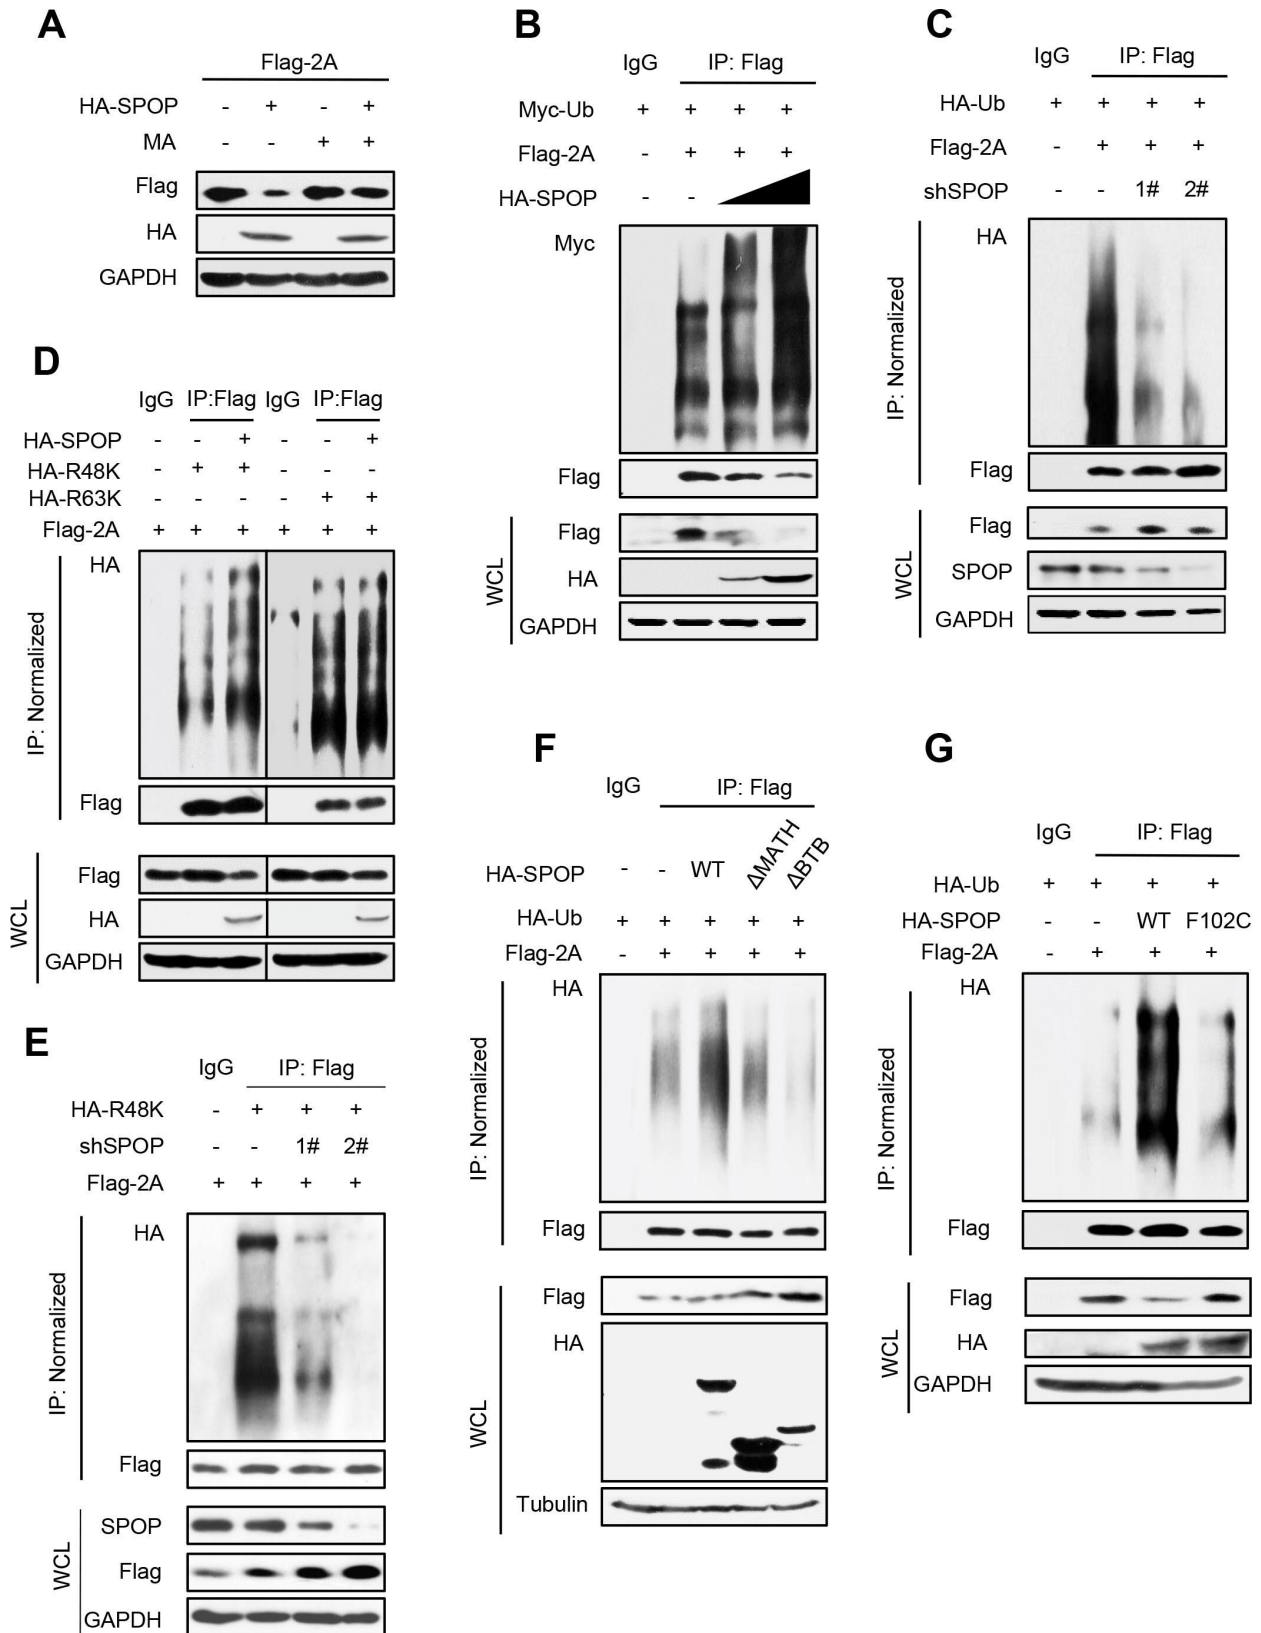 A
Flag-2A
HA-SPOP - + - +
MA - - + +
Flag
HA
GAPDH
B
IgG IP: Flag
Myc-Ub + + + +
Flag-2A - + + +
HA-SPOP - -
Myc
Flag
WCL
Flag
HA
GAPDH
C
IgG IP: Flag
HA-Ub + + + +
Flag-2A - + + +
shSPOP - - 1# 2#
IP: Normalized
HA
Flag
WCL
Flag
SPOP
GAPDH
D
IgG IP:Flag IgG IP:Flag
HA-SPOP - - + - - +
HA-R48K - + + - - -
HA-R63K - - - - + +
Flag-2A + + + + + +
IP: Normalized
HA
Flag
WCL
Flag
HA
GAPDH
E
IgG IP: Flag
HA-R48K - + + +
shSPOP - - 1# 2#
Flag-2A + + + +
IP: Normalized
HA
Flag
WCL
SPOP
Flag
GAPDH
F
IgG IP: Flag
HA-SPOP - - WT ΔMATH ΔBTB
HA-Ub + + + + +
Flag-2A - + + + +
IP: Normalized
HA
Flag
WCL
Flag
HA
Tubulin
G
IgG IP: Flag
HA-Ub + + + +
HA-SPOP - - WT F102C
Flag-2A - + + +
IP: Normalized
HA
Flag
WCL
Flag
HA
GAPDH